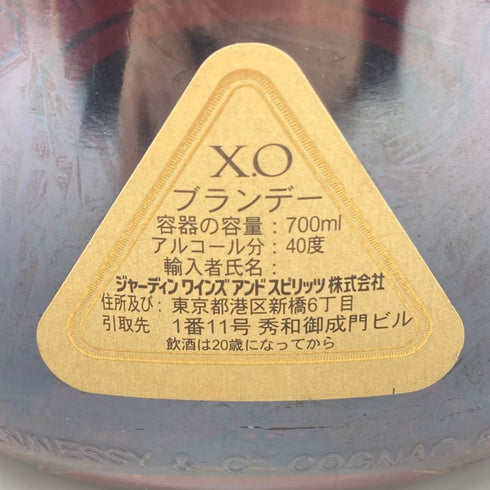 X.O
ブランデー
容器の容量：700ml
アルコール分：40度
輸入者氏名：
ジャーディン ワインズ アンド スピリッツ 株式会社
住所及び：東京都港区新橋6丁目
引取先 1番11号 秀和御成門ビル
飲酒は20歳になってから
NNESSY & Cº COGNAC